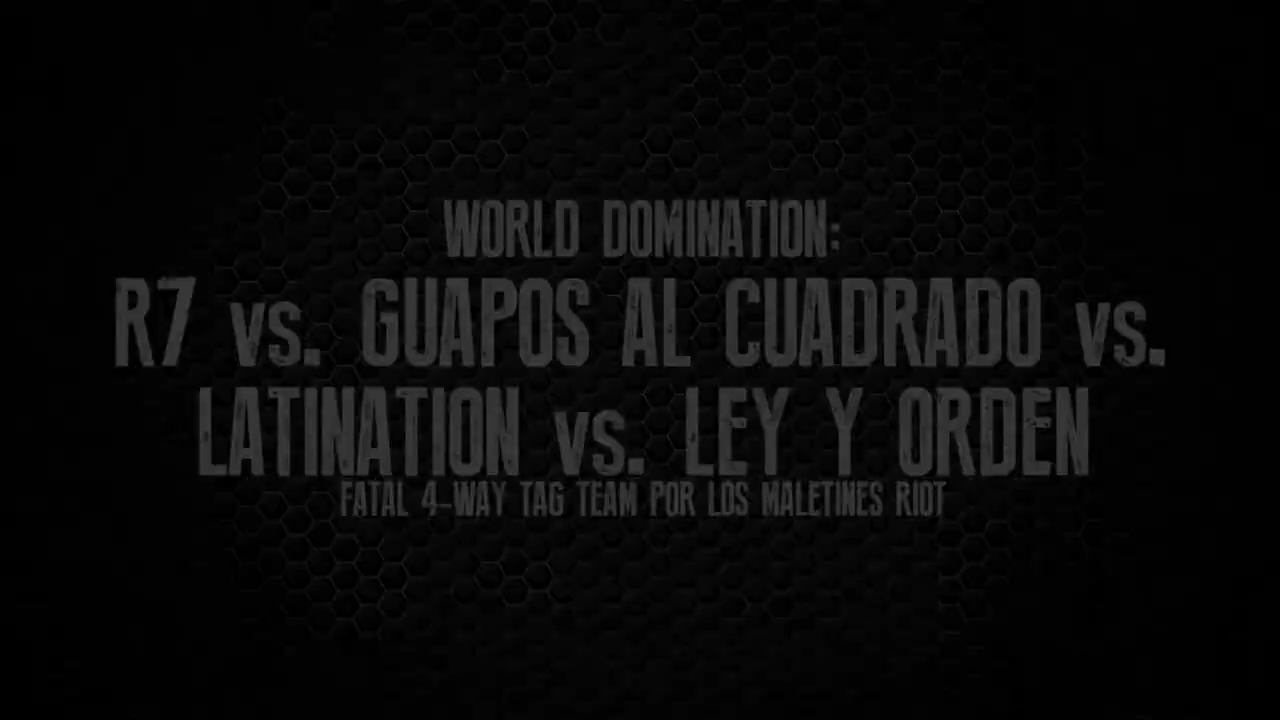 WORLD DOMINATION:
R7 vs. GUAPOS AL CUADRADO vs.
LATINATION vs. LEY Y ORDEN
FATAL 4-WAY TAG TEAM POR LOS MALETINES RIOT